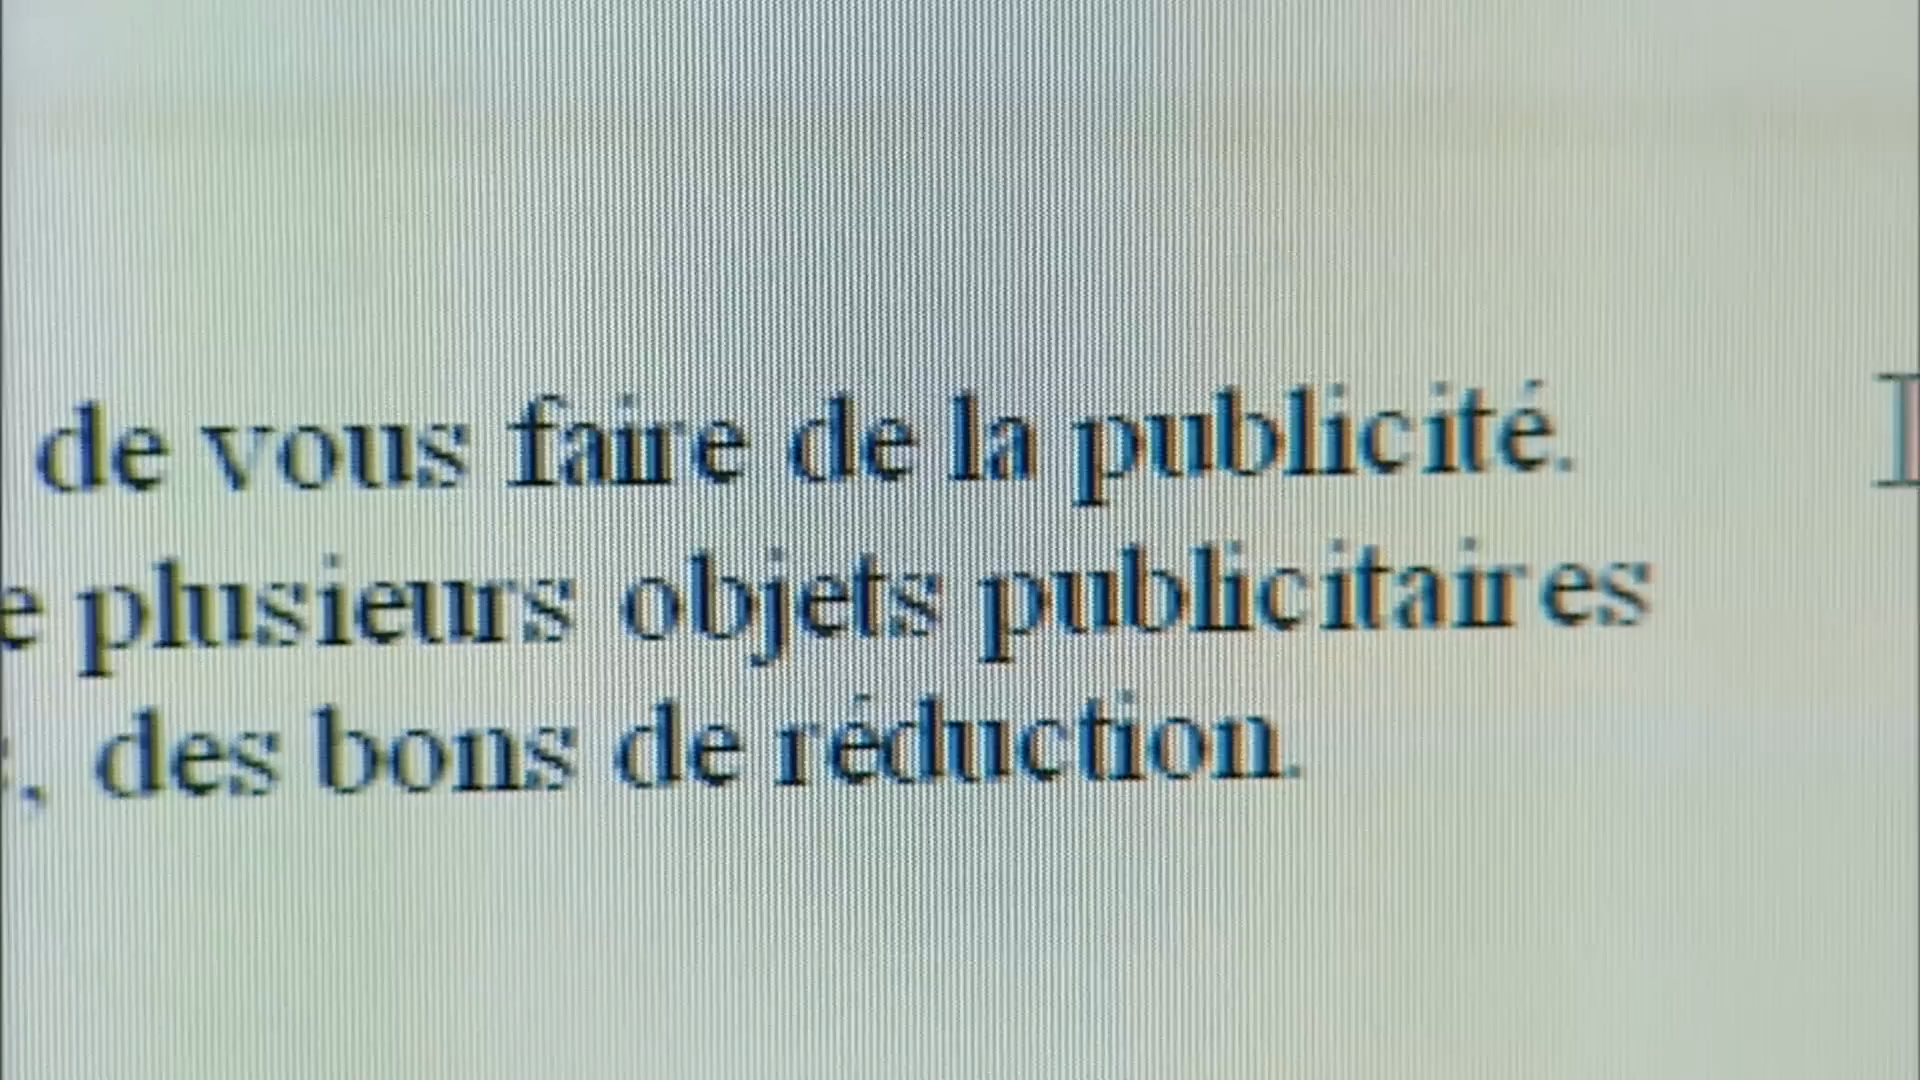 de vous faire de la publicité.
plusieurs objets publicitaires
, des bons de réduction.